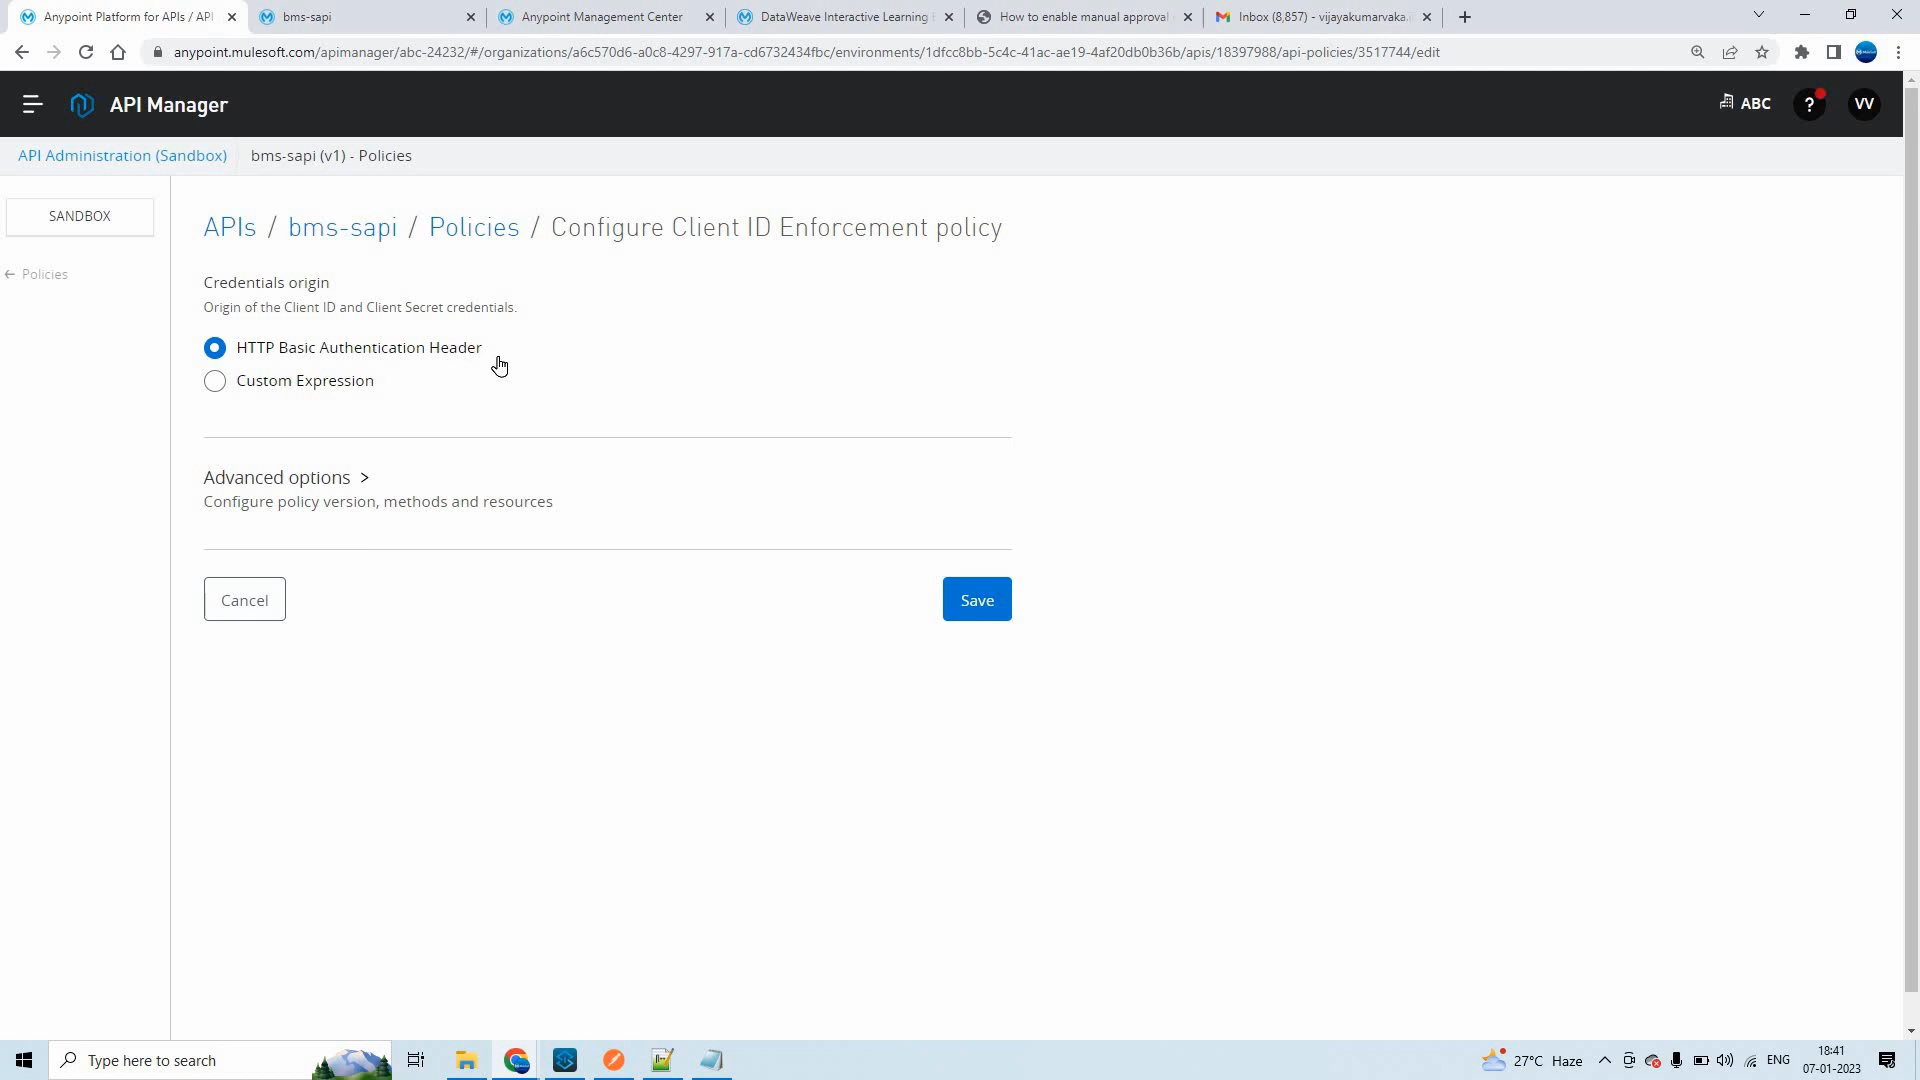 Anypoint Platform for APIs / API
bms-sapi
Anypoint Management Center
DataWeave Interactive Learning
How to enable manual approval
Inbox (8,857) - vijayakumarvaka.
anypoint.mulesoft.com/apimanager/abc-24232/#/organizations/a6c570d6-a0c8-4297-917a-cd6732434fbc/environments/1dfcc8bb-5c4c-41ac-ae19-4af20db0b36b/apis/18397988/api-policies/3517744/edit
API Manager
ABC
?
VV
API Administration (Sandbox)
bms-sapi (v1) - Policies
SANDBOX
APIs / bms-sapi / Policies / Configure Client ID Enforcement policy
← Policies
Credentials origin
Origin of the Client ID and Client Secret credentials.
HTTP Basic Authentication Header
Custom Expression
Advanced options >
Configure policy version, methods and resources
Cancel
Save
Type here to search
27°C Haze
ENG
18:41
07-01-2023